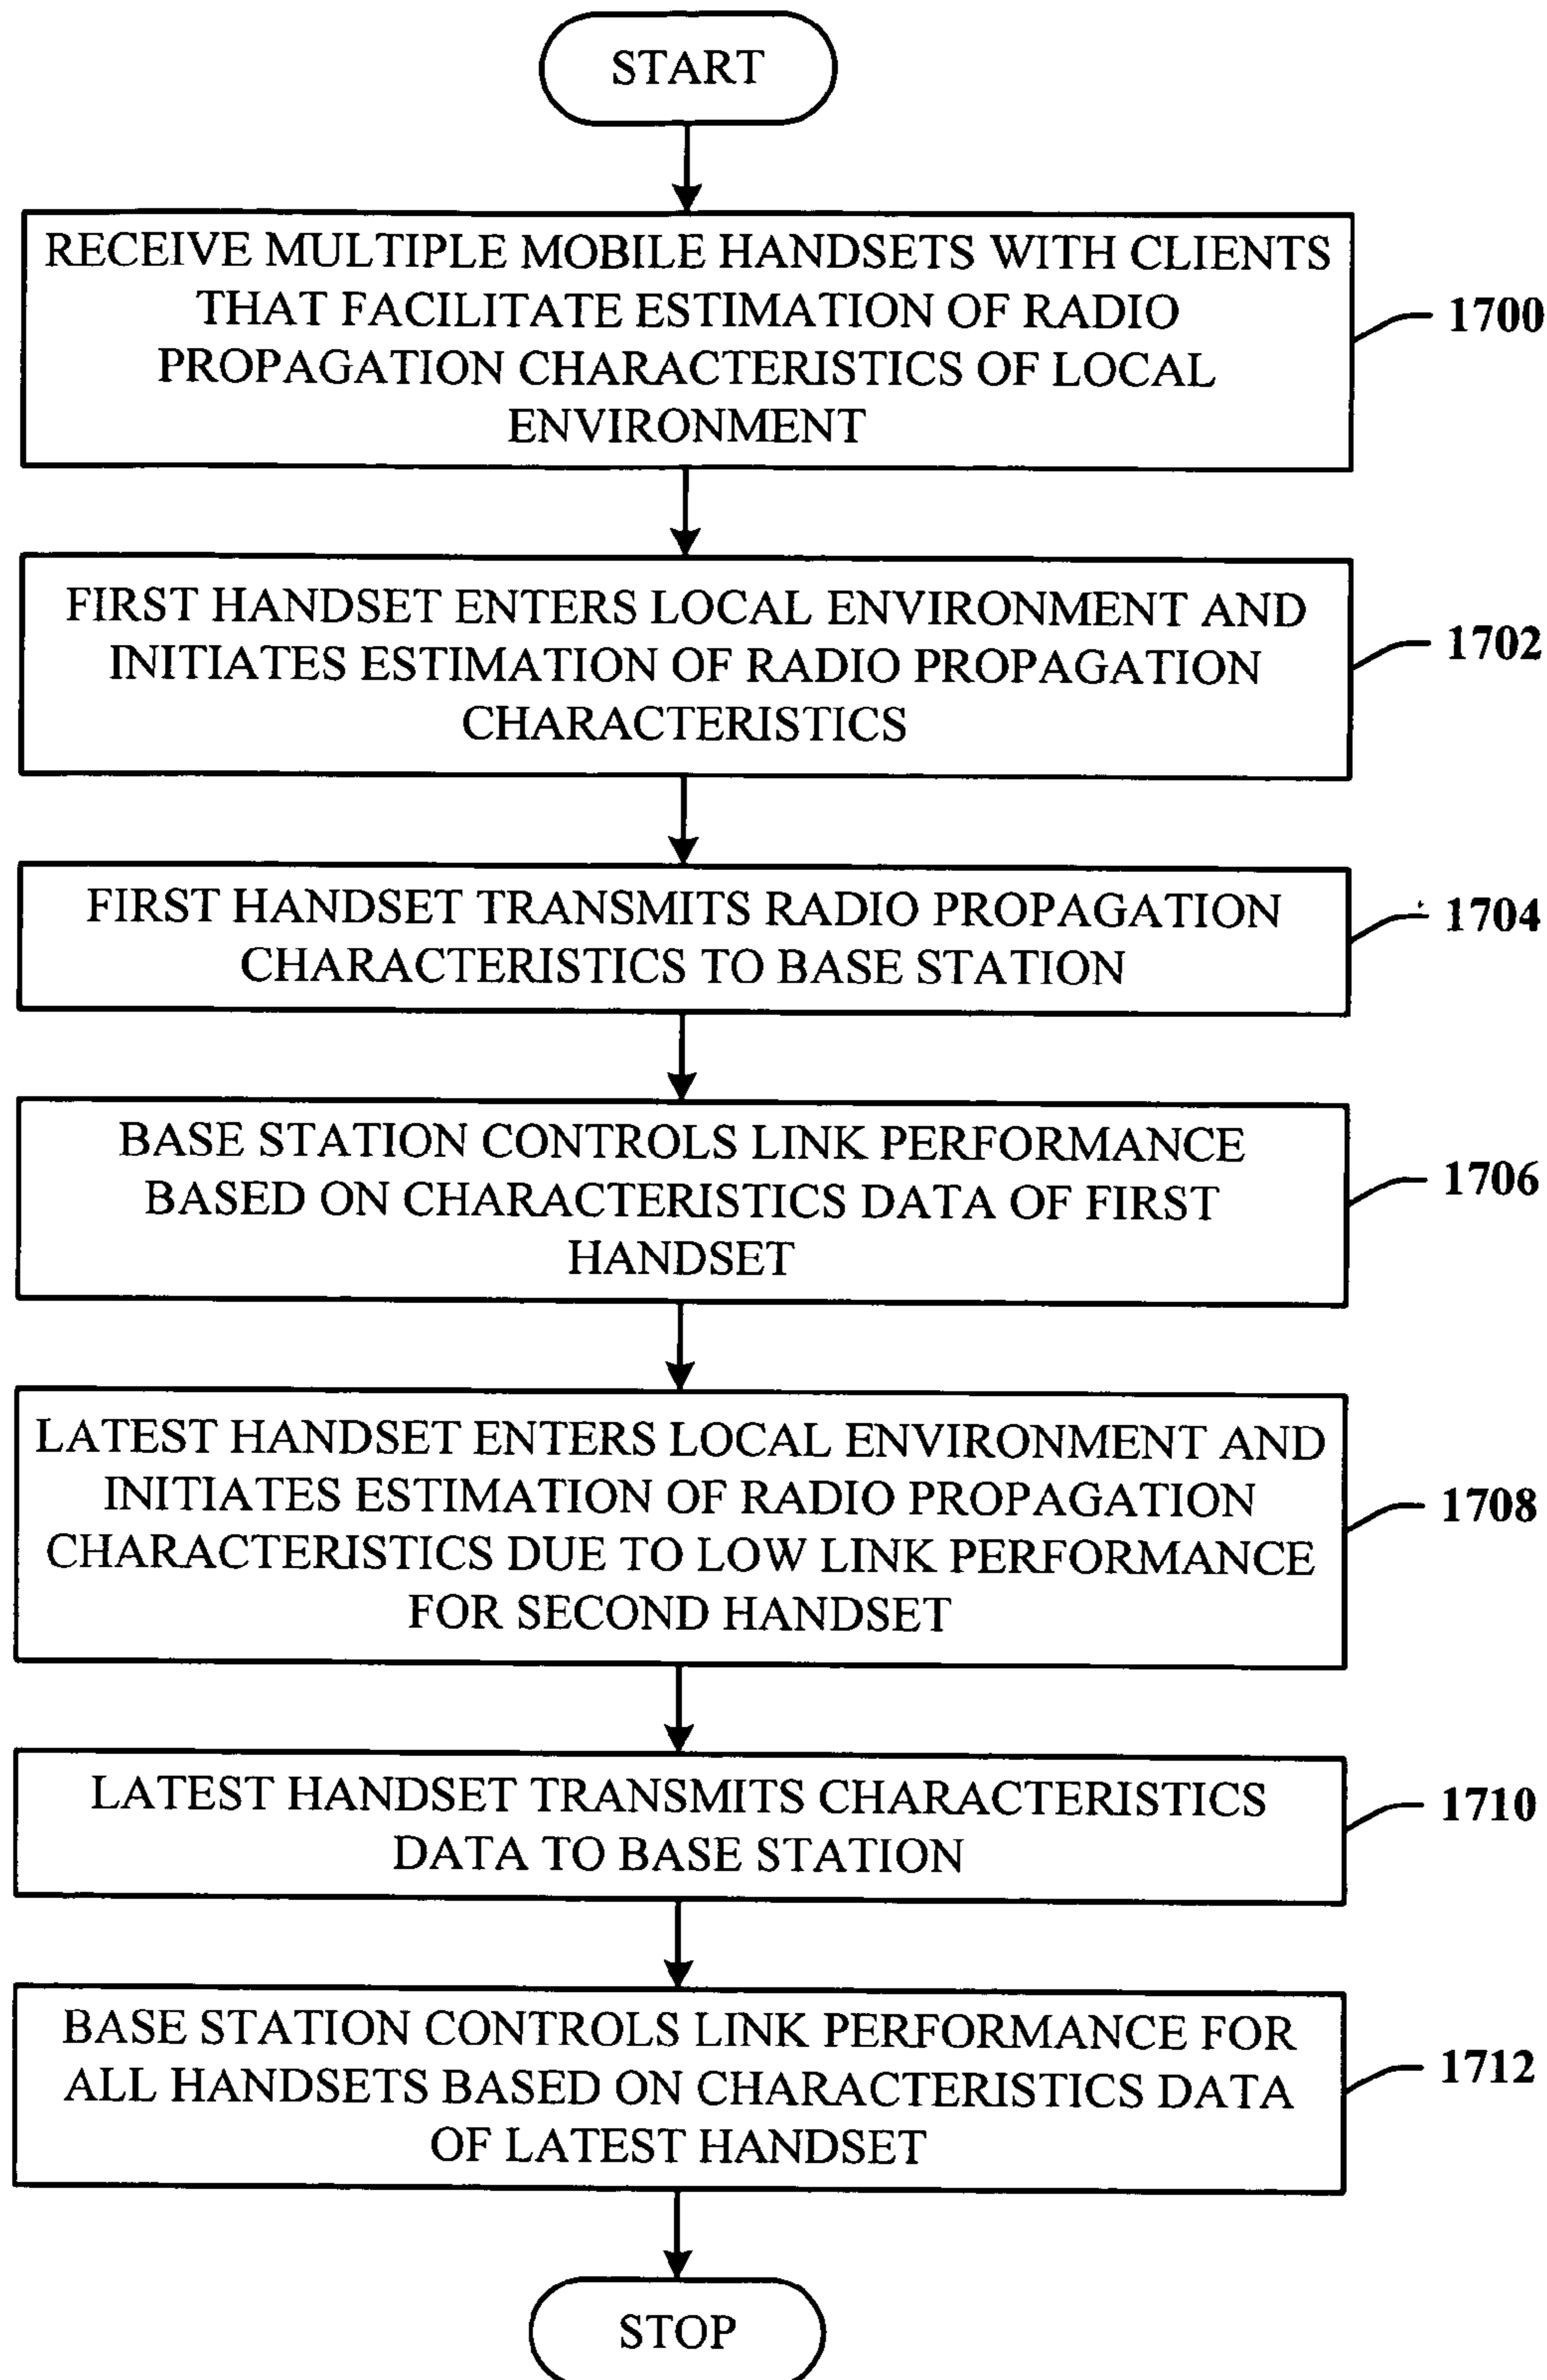 START
RECEIVE MULTIPLE MOBILE HANDSETS WITH CLIENTS
THAT FACILITATE ESTIMATION OF RADIO
PROPAGATION CHARACTERISTICS OF LOCAL
ENVIRONMENT
1700
FIRST HANDSET ENTERS LOCAL ENVIRONMENT AND
INITIATES ESTIMATION OF RADIO PROPAGATION
CHARACTERISTICS
1702
FIRST HANDSET TRANSMITS RADIO PROPAGATION
CHARACTERISTICS TO BASE STATION
1704
BASE STATION CONTROLS LINK PERFORMANCE
BASED ON CHARACTERISTICS DATA OF FIRST
HANDSET
1706
LATEST HANDSET ENTERS LOCAL ENVIRONMENT AND
INITIATES ESTIMATION OF RADIO PROPAGATION
CHARACTERISTICS DUE TO LOW LINK PERFORMANCE
FOR SECOND HANDSET
1708
LATEST HANDSET TRANSMITS CHARACTERISTICS
DATA TO BASE STATION
1710
BASE STATION CONTROLS LINK PERFORMANCE FOR
ALL HANDSETS BASED ON CHARACTERISTICS DATA
OF LATEST HANDSET
1712
STOP